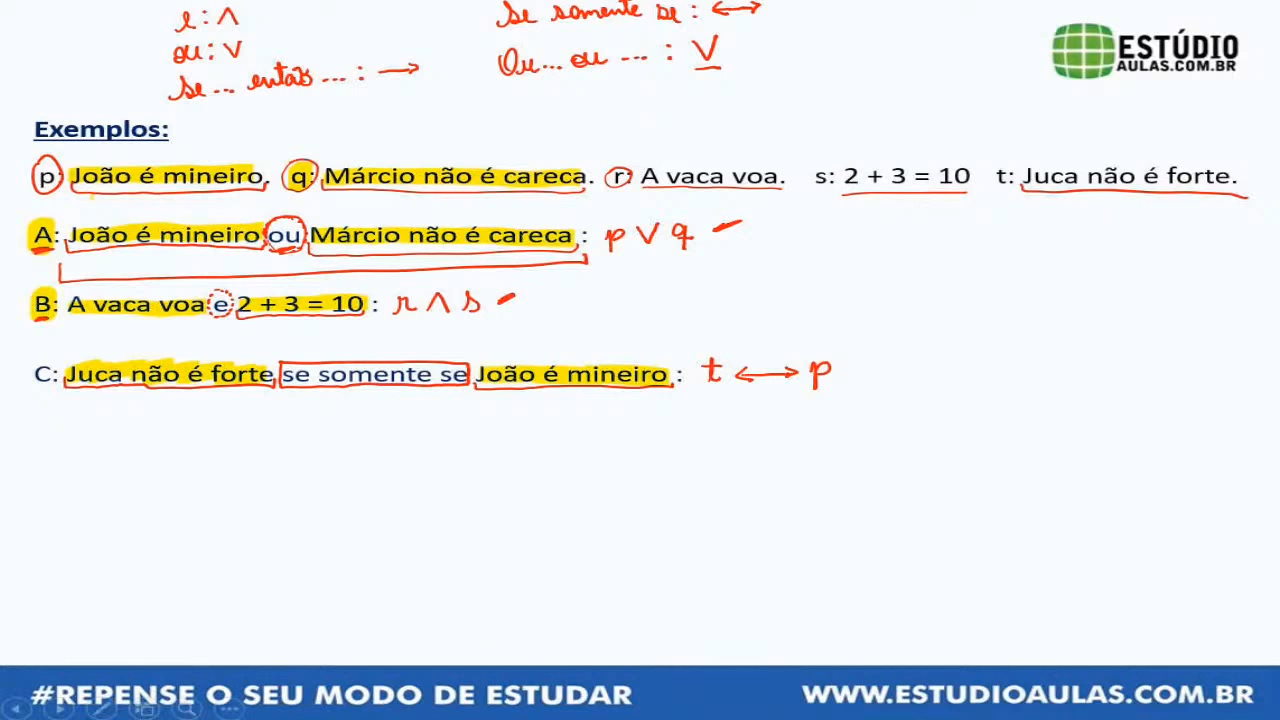 e: ∧
Se somente se: ↔
ou: ∨
Ou... ou ...: ∨
Se... então ...: →
ESTÚDIO
AULAS.COM.BR
Exemplos:
p: João é mineiro. q: Márcio não é careca. r: A vaca voa. s: 2 + 3 = 10 t: Juca não é forte.
A: João é mineiro ou Márcio não é careca : p ∨ q
B: A vaca voa e 2 + 3 = 10 : r ∧ s
C: Juca não é forte se somente se João é mineiro : t ↔ p
#REPENSE O SEU MODO DE ESTUDAR
WWW.ESTUDIOAULAS.COM.BR